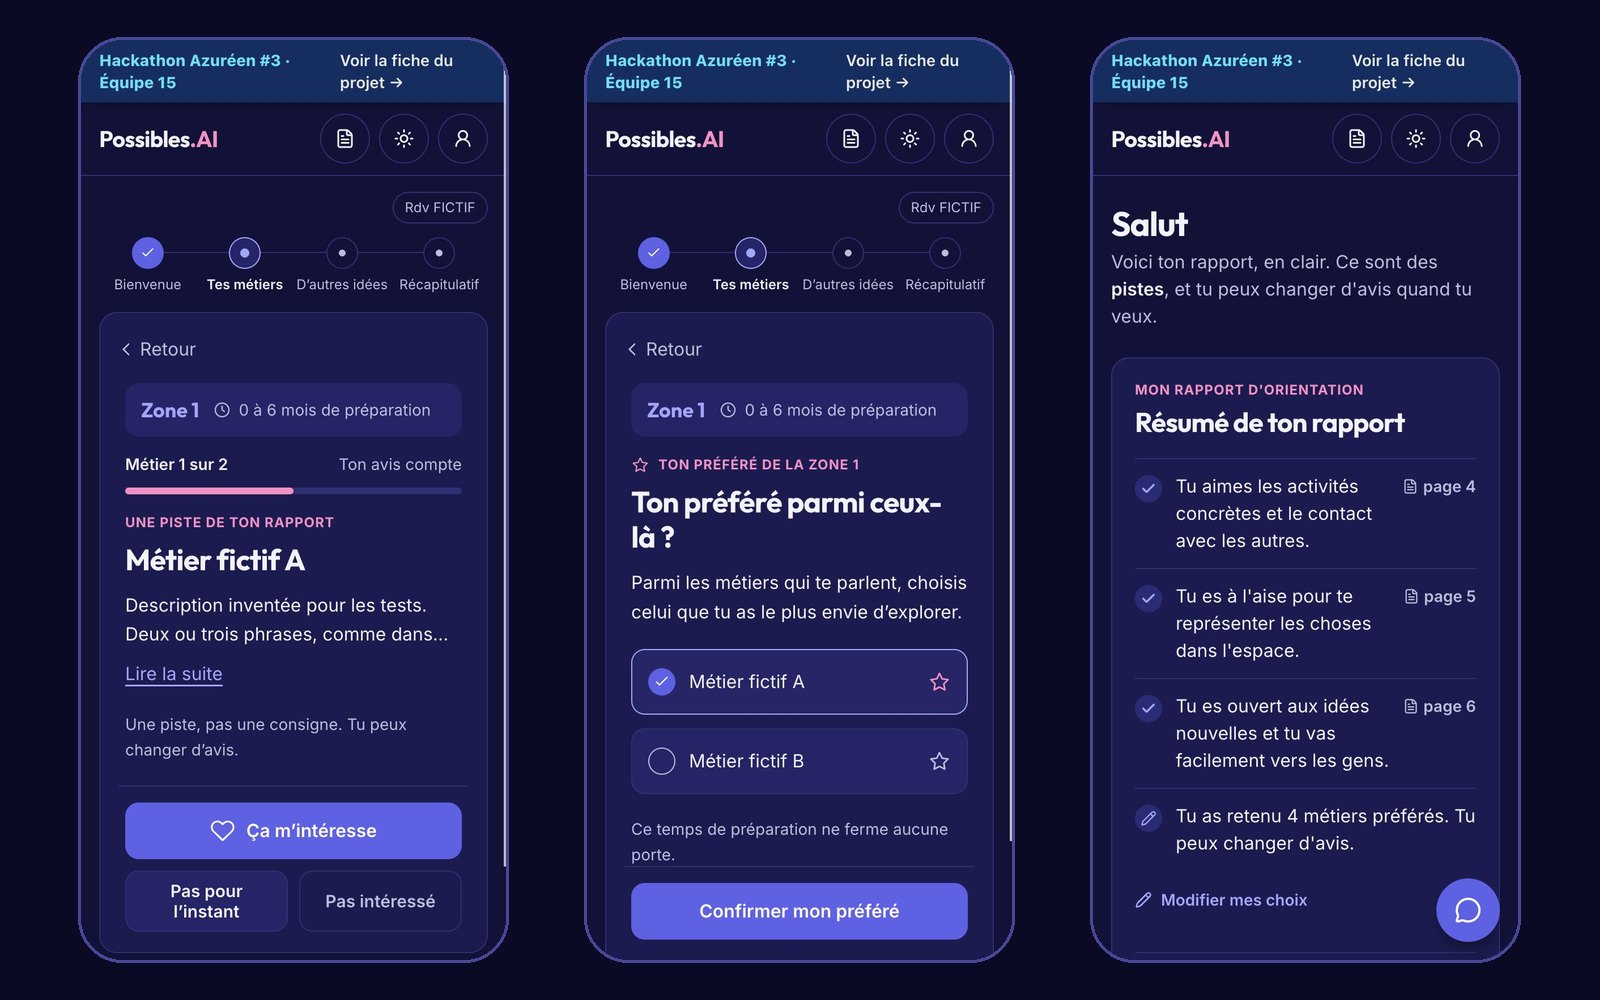 Hackathon Azuréen #3 ·
Équipe 15
Voir la fiche du
projet →
Possibles.AI
Rdv FICTIF
Bienvenue
Tes métiers
D’autres idées
Récapitulatif
Retour
Zone 1
0 à 6 mois de préparation
Métier 1 sur 2
Ton avis compte
UNE PISTE DE TON RAPPORT
Métier fictif A
Description inventée pour les tests.
Deux ou trois phrases, comme dans...
Lire la suite
Une piste, pas une consigne. Tu peux
changer d’avis.
Ça m’intéresse
Pas pour
l’instant
Pas intéressé
Hackathon Azuréen #3 ·
Équipe 15
Voir la fiche du
projet →
Possibles.AI
Rdv FICTIF
Bienvenue
Tes métiers
D’autres idées
Récapitulatif
Retour
Zone 1
0 à 6 mois de préparation
TON PRÉFÉRÉ DE LA ZONE 1
Ton préféré parmi ceux-
là ?
Parmi les métiers qui te parlent, choisis
celui que tu as le plus envie d’explorer.
Métier fictif A
Métier fictif B
Ce temps de préparation ne ferme aucune
porte.
Confirmer mon préféré
Hackathon Azuréen #3 ·
Équipe 15
Voir la fiche du
projet →
Possibles.AI
Salut
Voici ton rapport, en clair. Ce sont des
pistes, et tu peux changer d'avis quand tu
veux.
MON RAPPORT D'ORIENTATION
Résumé de ton rapport
Tu aimes les activités
concrètes et le contact
avec les autres.
page 4
Tu es à l'aise pour te
représenter les choses
dans l'espace.
page 5
Tu es ouvert aux idées
nouvelles et tu vas
facilement vers les gens.
page 6
Tu as retenu 4 métiers préférés. Tu
peux changer d'avis.
Modifier mes choix